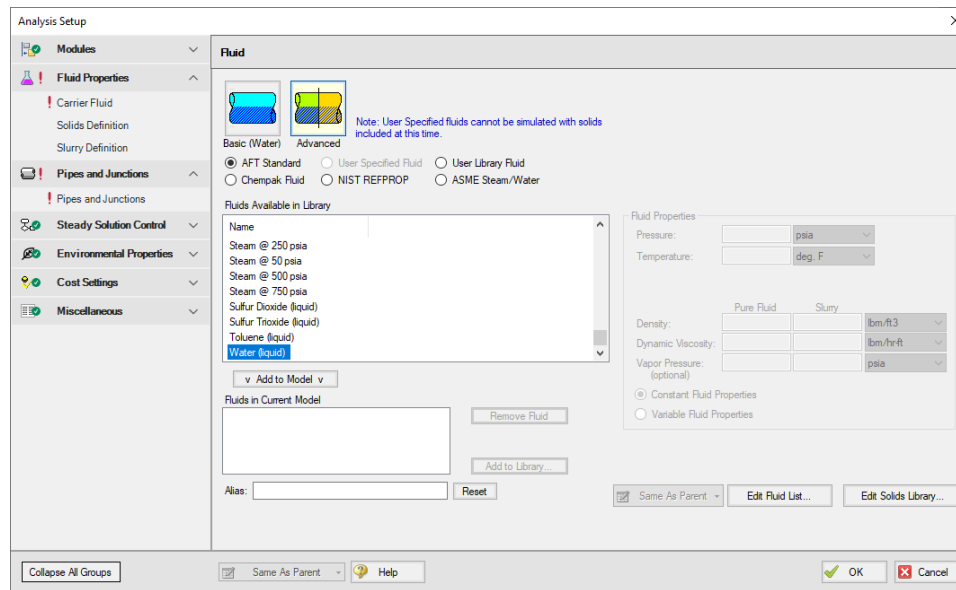 Analysis Setup
Modules
Fluid Properties
Carrier Fluid
Solids Definition
Slurry Definition
Pipes and Junctions
Pipes and Junctions
Steady Solution Control
Environmental Properties
Cost Settings
Miscellaneous
Collapse All Groups
Fluid
Basic (Water)
Advanced
Note: User Specified fluids cannot be simulated with solids
included at this time.
AFT Standard
User Specified Fluid
User Library Fluid
Chempak Fluid
NIST REFPROP
ASME Steam/Water
Fluids Available in Library
Name
Steam @ 250 psia
Steam @ 50 psia
Steam @ 500 psia
Steam @ 750 psia
Sulfur Dioxide (liquid)
Sulfur Trioxide (liquid)
Toluene (liquid)
Water (liquid)
v Add to Model v
Fluids in Current Model
Remove Fluid
Add to Library...
Alias:
Reset
Fluid Properties
Pressure:
psia
Temperature:
deg. F
Pure Fluid
Slurry
Density:
lbm/ft3
Dynamic Viscosity:
lbm/hr-ft
Vapor Pressure:
(optional)
psia
Constant Fluid Properties
Variable Fluid Properties
Same As Parent
Edit Fluid List...
Edit Solids Library...
Same As Parent
Help
OK
Cancel